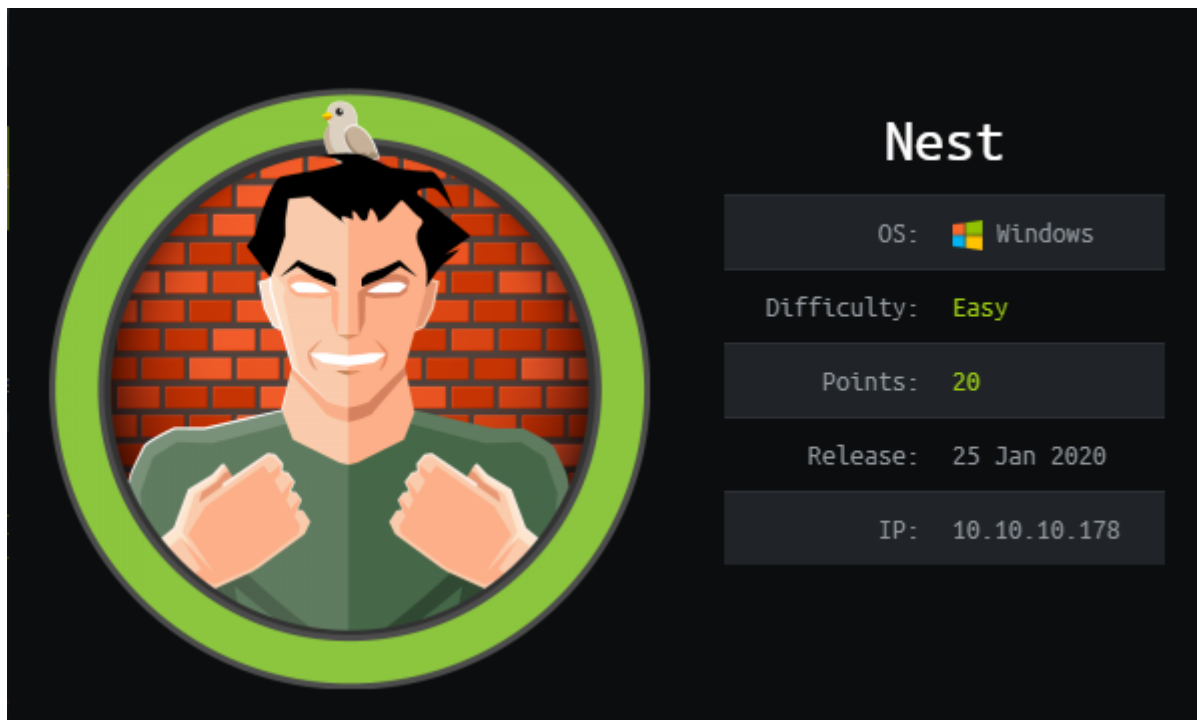 Nest
OS: Windows
Difficulty: Easy
Points: 20
Release: 25 Jan 2020
IP: 10.10.10.178